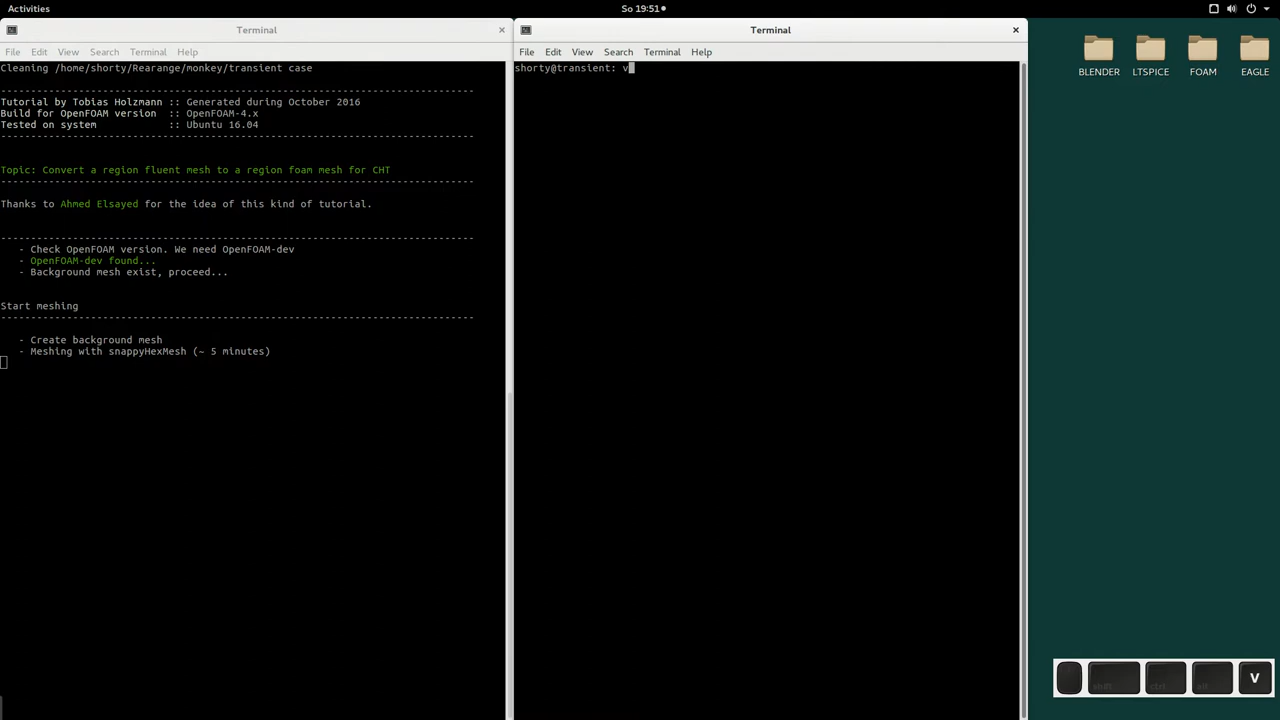 Activities
So 19:51
Terminal
File Edit View Search Terminal Help
Cleaning /home/shorty/Rearrange/monkey/transient case
--------------------------------------------------------------------------------
Tutorial by Tobias Holzmann :: Generated during October 2016
Build for OpenFOAM version :: OpenFOAM-4.x
Tested on system :: Ubuntu 16.04
--------------------------------------------------------------------------------
Topic: Convert a region fluent mesh to a region foam mesh for CHT
--------------------------------------------------------------------------------
Thanks to Ahmed Elsayed for the idea of this kind of tutorial.
--------------------------------------------------------------------------------
- Check OpenFOAM version. We need OpenFOAM-dev
- OpenFOAM-dev found...
- Background mesh exist, proceed...
Start meshing
--------------------------------------------------------------------------------
- Create background mesh
- Meshing with snappyHexMesh (~ 5 minutes)
Terminal
File Edit View Search Terminal Help
shorty@transient: v
BLENDER
LTSPICE
FOAM
EAGLE
shift
ctrl
alt
V